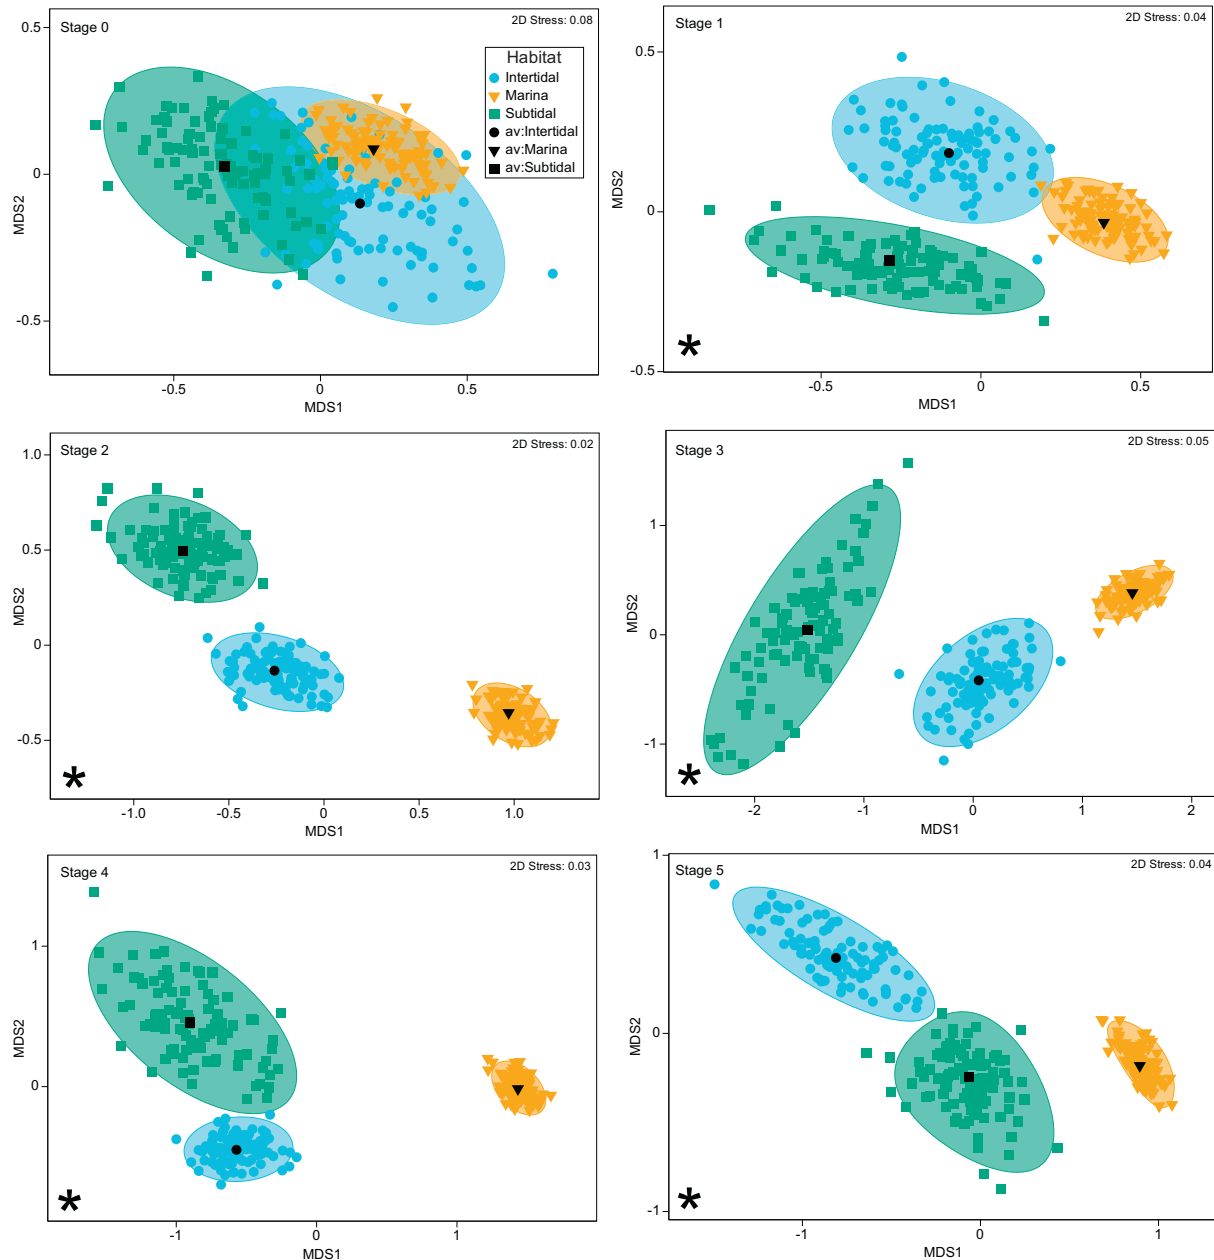 Stage 0
2D Stress: 0.08
Habitat
Intertidal
Marina
Subtidal
av:Intertidal
av:Marina
av:Subtidal
0.5
0
-0.5
MDS2
-0.5
0
0.5
MDS1
Stage 1
2D Stress: 0.04
0.5
0
-0.5
MDS2
-0.5
0
0.5
MDS1
*
Stage 2
2D Stress: 0.02
1.0
0.5
0
-0.5
MDS2
-1.0
-0.5
0
0.5
1.0
MDS1
*
Stage 3
2D Stress: 0.05
1
0
-1
MDS2
-2
-1
0
1
2
MDS1
*
Stage 4
2D Stress: 0.03
1
0
MDS2
-1
0
1
MDS1
*
Stage 5
2D Stress: 0.04
1
0
-1
MDS2
-1
0
1
MDS1
*